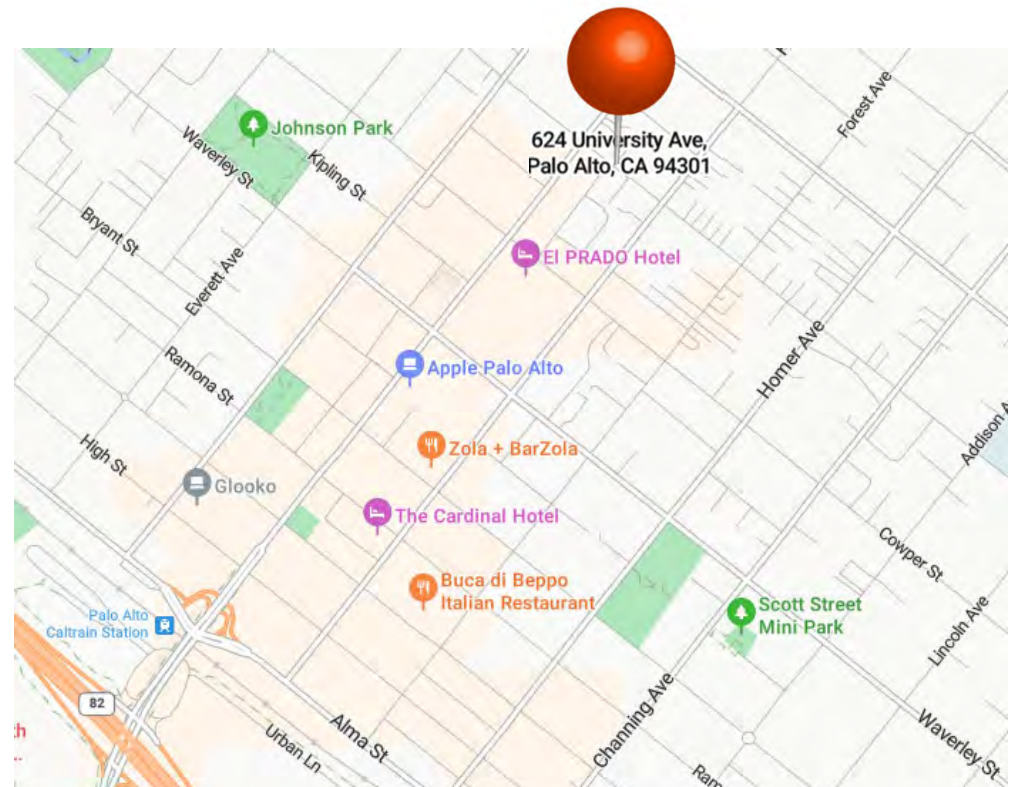 624 University Ave,
Palo Alto, CA 94301
Forest Ave
Johnson Park
Waverley St
Kipling St
Bryant St
Everett Ave
El PRADO Hotel
Ramona St
Apple Palo Alto
Homer Ave
Addison A
High St
Zola + BarZola
Glooko
The Cardinal Hotel
Cowper St
Buca di Beppo
Italian Restaurant
Scott Street
Mini Park
Palo Alto
Caltrain Station
Lincoln Ave
82
Alma St
Urban Ln
Channing Ave
Waverley St
Ram